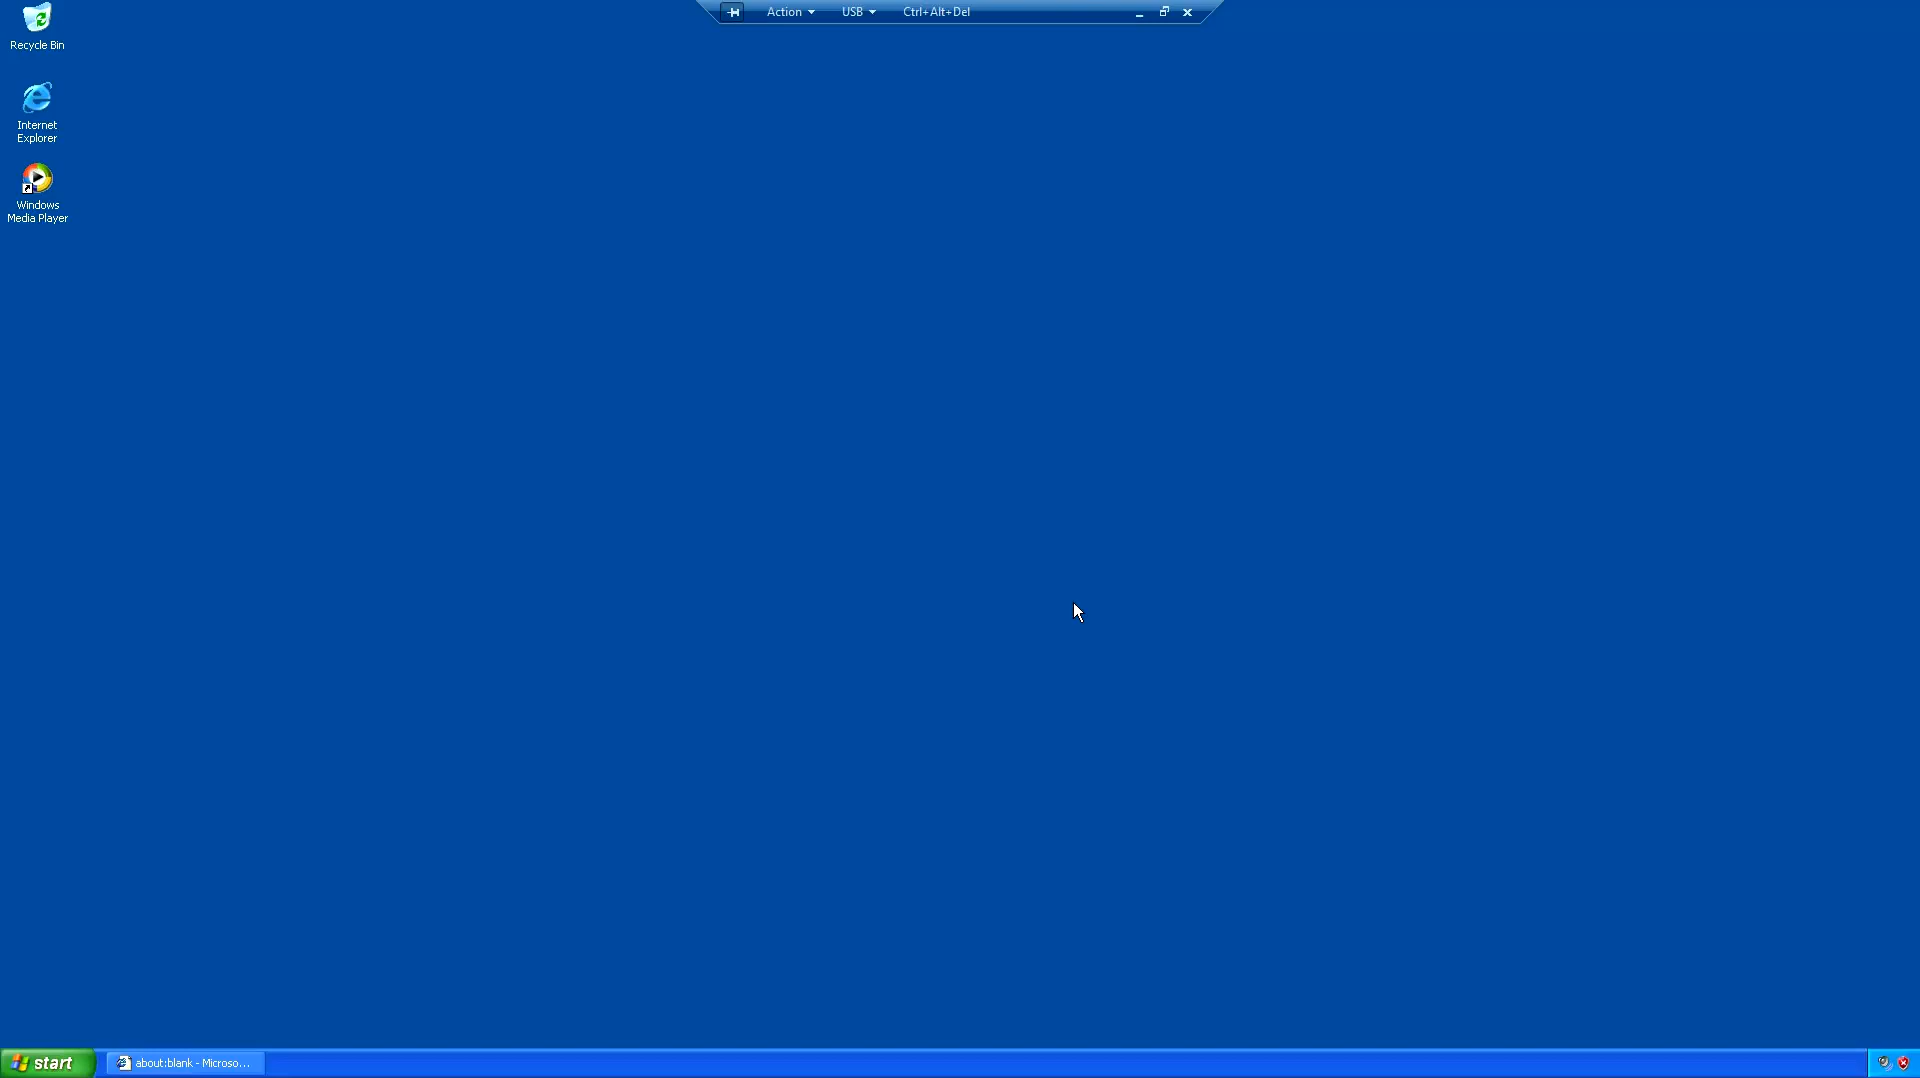 Action USB Ctrl+Alt+Del
Recycle Bin
Internet
Explorer
Windows
Media Player
start about:blank - Microso...